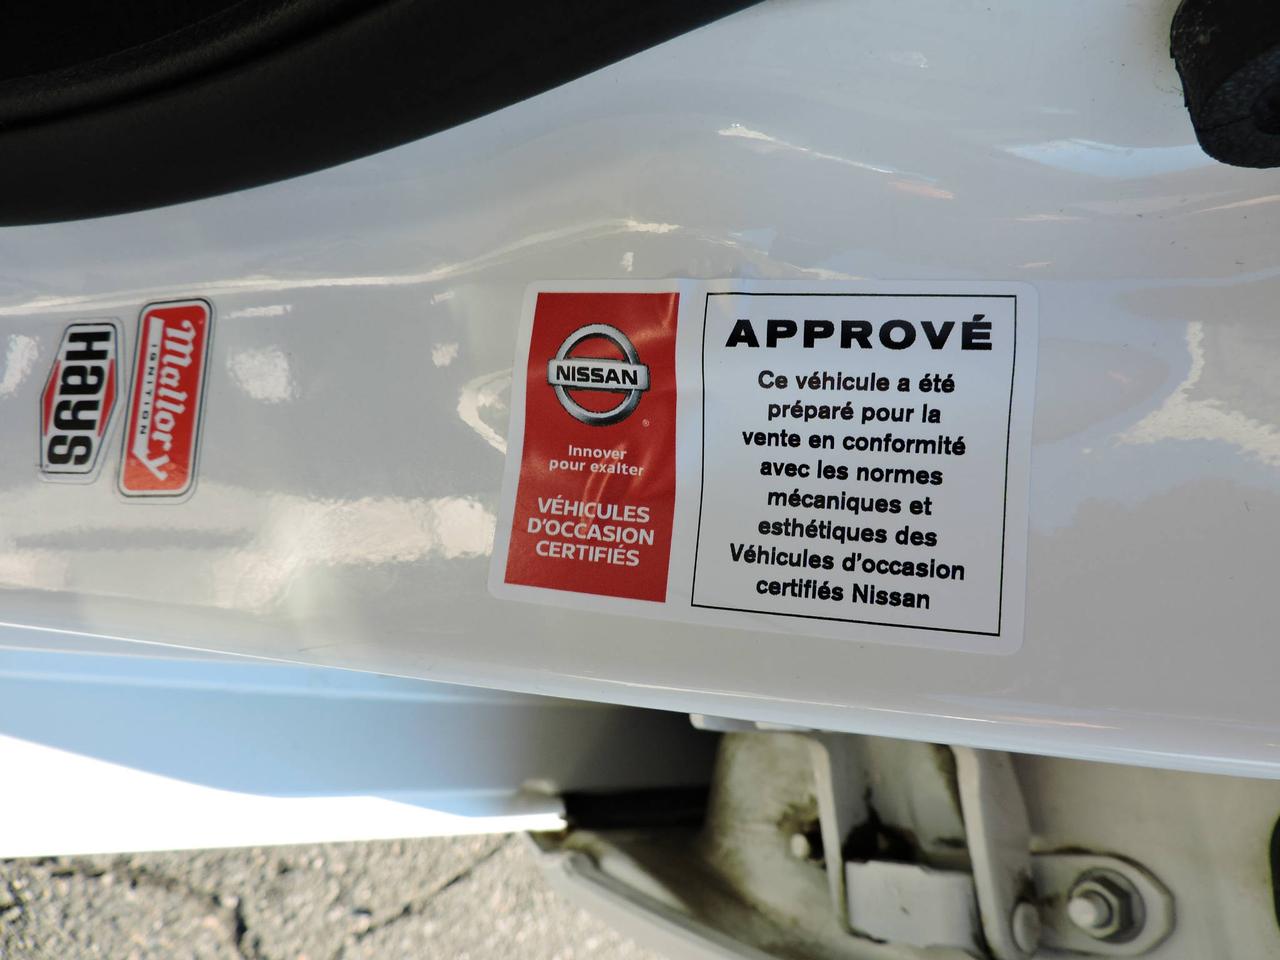 Hays
Mallory
IGNITION
NISSAN
®
Innover
pour exalter
VÉHICULES
D'OCCASION
CERTIFIÉS
APPROVÉ
Ce véhicule a été
préparé pour la
vente en conformité
avec les normes
mécaniques et
esthétiques des
Véhicules d'occasion
certifiés Nissan